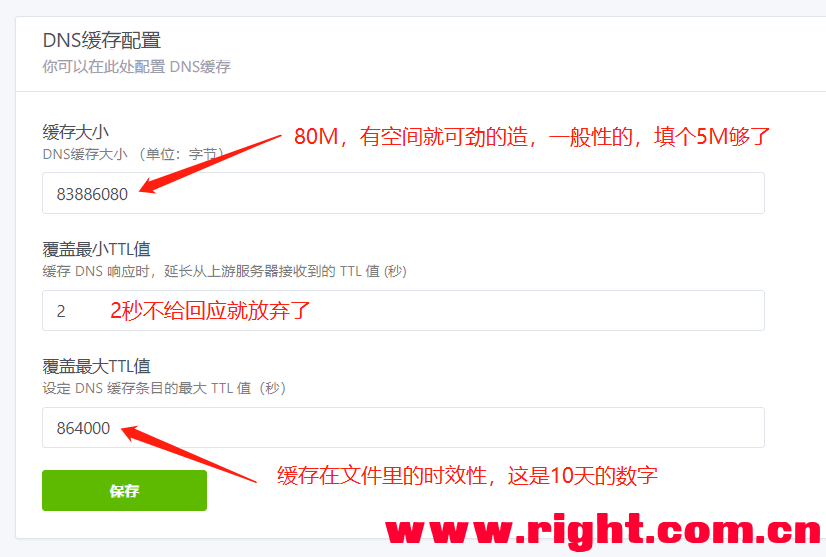 DNS缓存配置
你可以在此处配置 DNS缓存
缓存大小
80M，有空间就可劲的造，一般性的，填个5M够了
DNS缓存大小 （单位：字节）
83886080
覆盖最小TTL值
缓存 DNS 响应时，延长从上游服务器接收到的 TTL 值 (秒)
2
2秒不给回应就放弃了
覆盖最大TTL值
设定 DNS 缓存条目的最大 TTL 值（秒）
864000
缓存在文件里的时效性，这是10天的数字
保存
www.right.com.cn